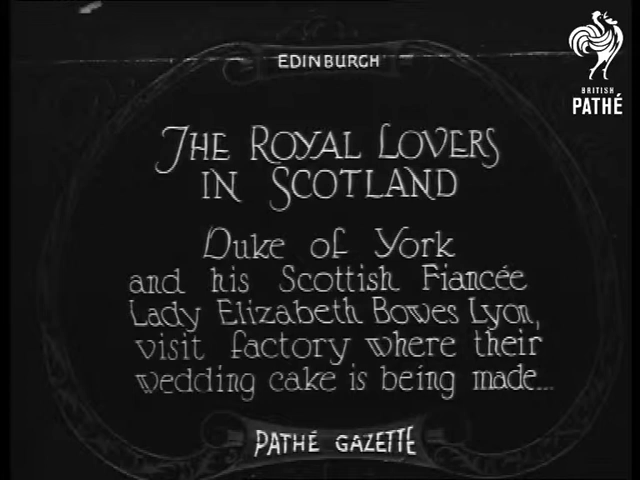 EDINBURGH
BRITISH
PATHÉ
THE ROYAL LOVERS
IN SCOTLAND
Duke of York
and his Scottish Fiancée
Lady Elizabeth Bowes Lyon,
visit factory where their
wedding cake is being made...
PATHÉ GAZETTE